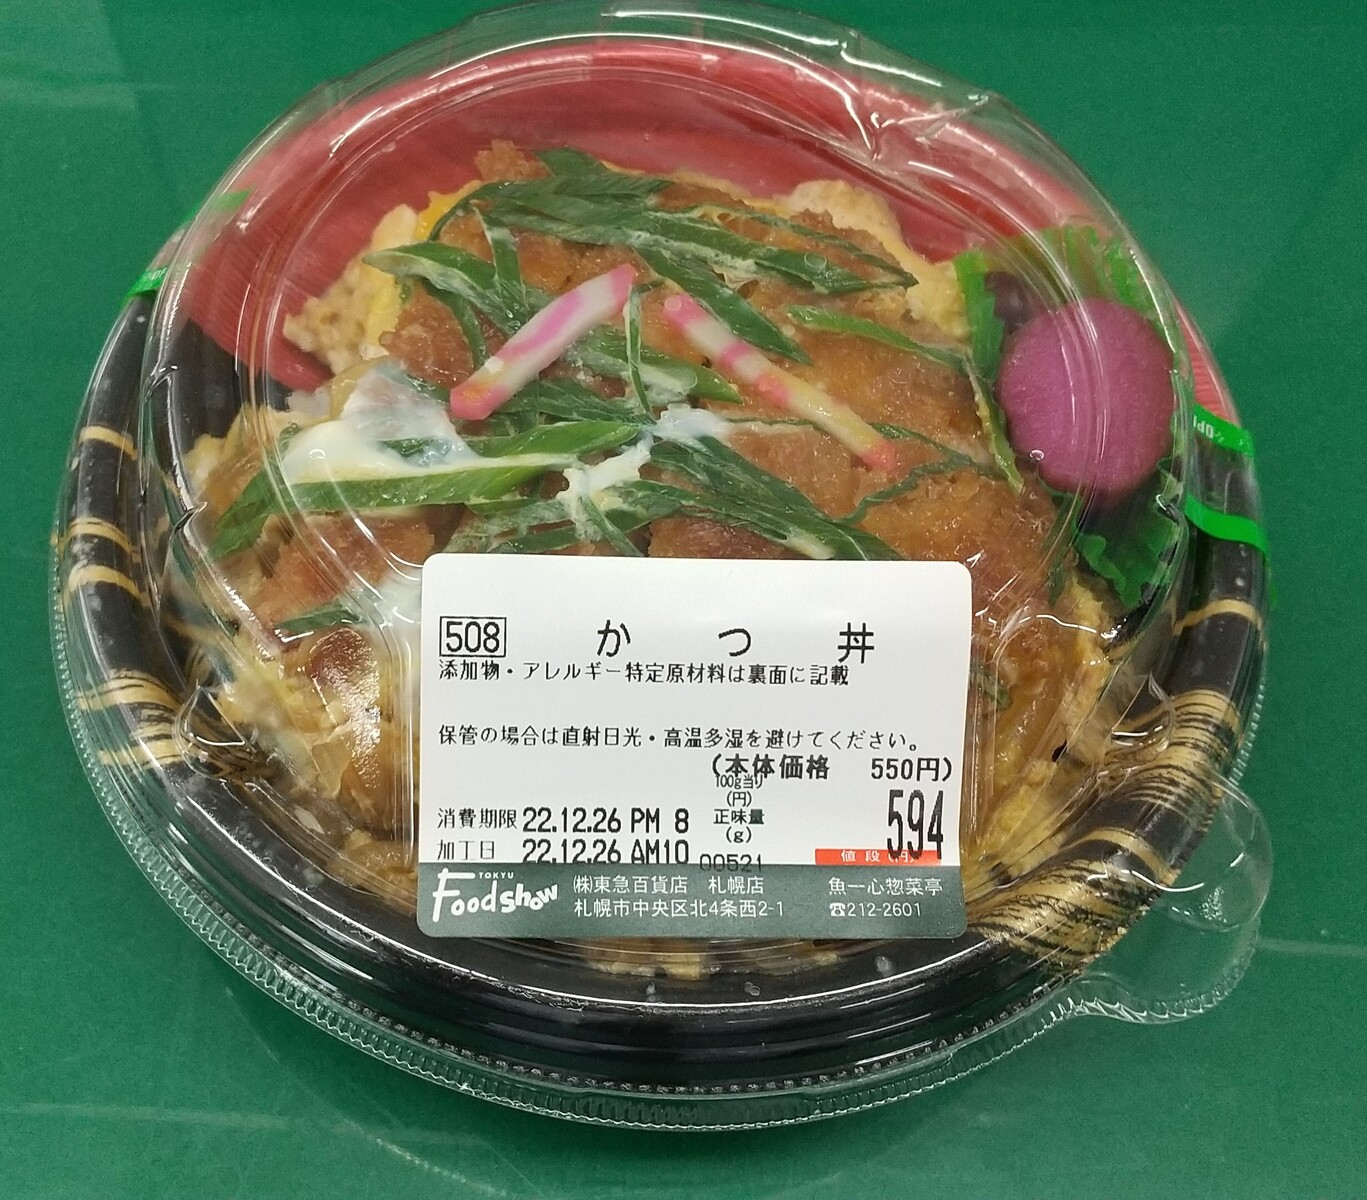 508 かつ丼
添加物・アレルギー特定原材料は裏面に記載
保管の場合は直射日光・高温多湿を避けてください。
(本体価格 550円)
100g当り
(円)
正味量
(g)
594
消費期限 22.12.26 PM 8
加工日 22.12.26 AM10
00521
値段(円)
TOKYU
Foodshow
㈱東急百貨店 札幌店
札幌市中央区北4条西2-1
魚一心惣菜亭
☎212-2601